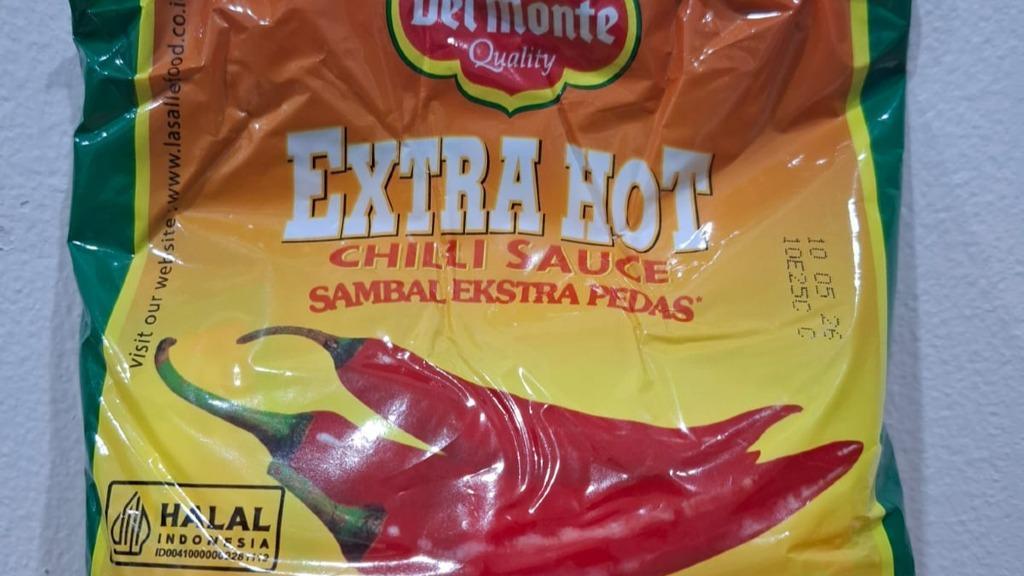 Del Monte
Quality
EXTRA HOT
CHILLI SAUCE
SAMBAL EKSTRA PEDAS*
visit our website: www.lasallefood.co.i
10 05 26
10E25C C
HALAL
INDONESIA